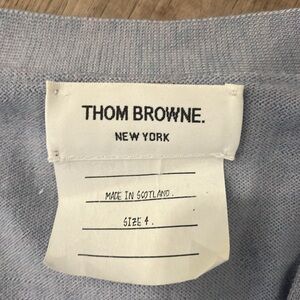 THOM BROWNE.
NEW YORK
MADE IN SCOTLAND.
SIZE 4.